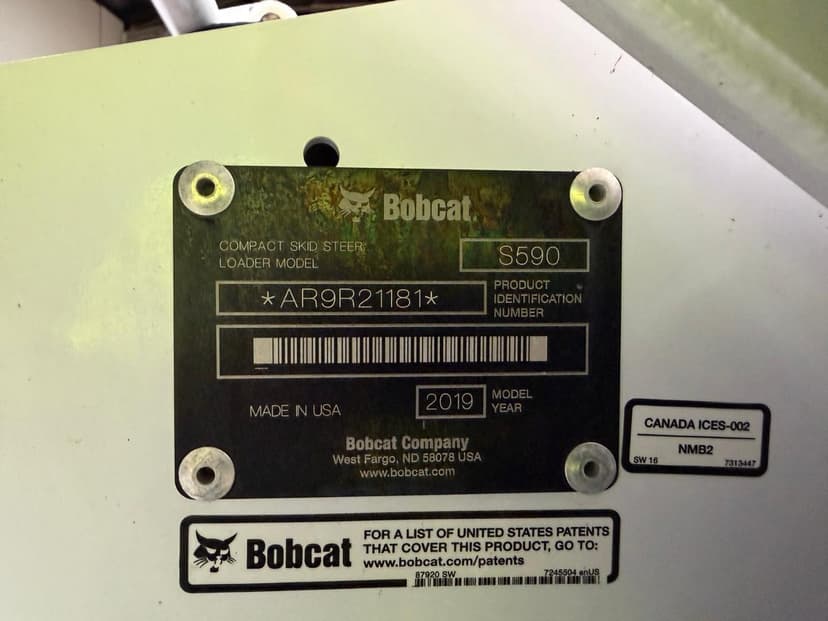 Bobcat
COMPACT SKID STEER
LOADER MODEL
S590
*AR9R21181*
PRODUCT
IDENTIFICATION
NUMBER
MADE IN USA
2019
MODEL
YEAR
Bobcat Company
West Fargo, ND 58078 USA
www.bobcat.com
CANADA ICES-002
NMB2
SW 16 7313447
Bobcat
FOR A LIST OF UNITED STATES PATENTS
THAT COVER THIS PRODUCT, GO TO:
www.bobcat.com/patents
87920 SW 7245504 enUS